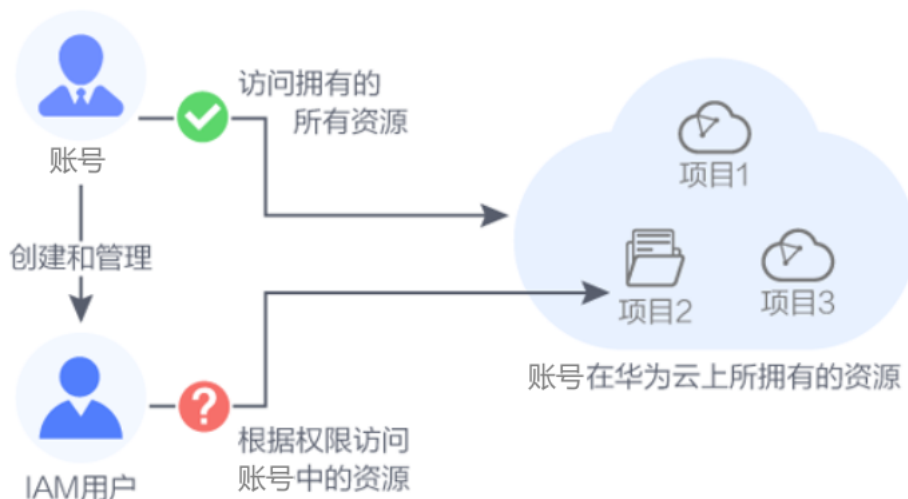 访问拥有的
所有资源
账号
项目1
创建和管理
项目2
项目3
账号在华为云上所拥有的资源
?
根据权限访问
账号中的资源
IAM用户